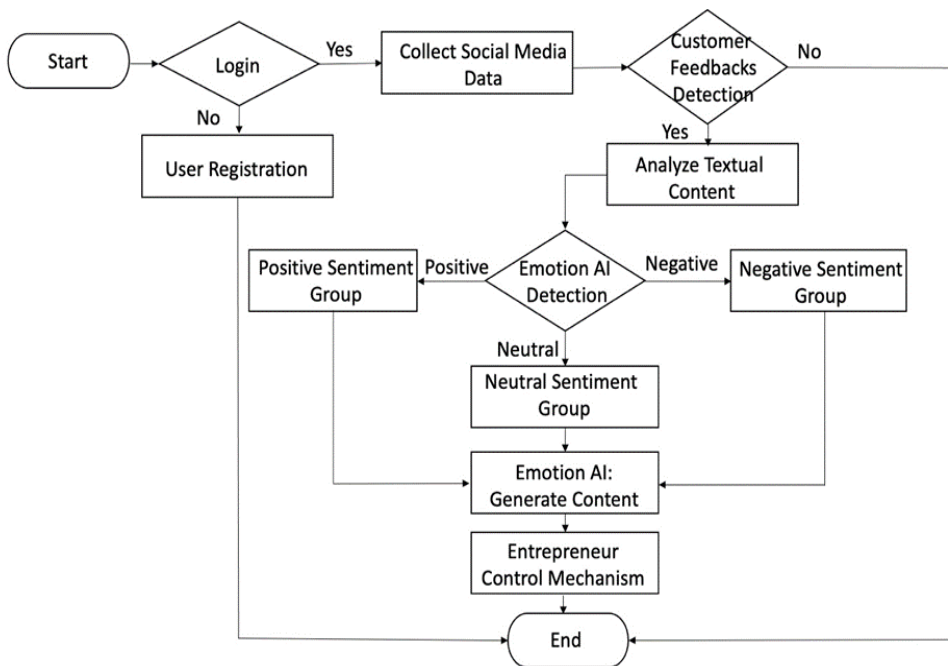 Start
Login
Yes
Collect Social Media
Data
Customer
Feedbacks
Detection
No
No
User Registration
Yes
Analyze Textual
Content
Positive Sentiment
Group
Positive
Emotion AI
Detection
Negative
Negative Sentiment
Group
Neutral
Neutral Sentiment
Group
Emotion AI:
Generate Content
Entrepreneur
Control Mechanism
End